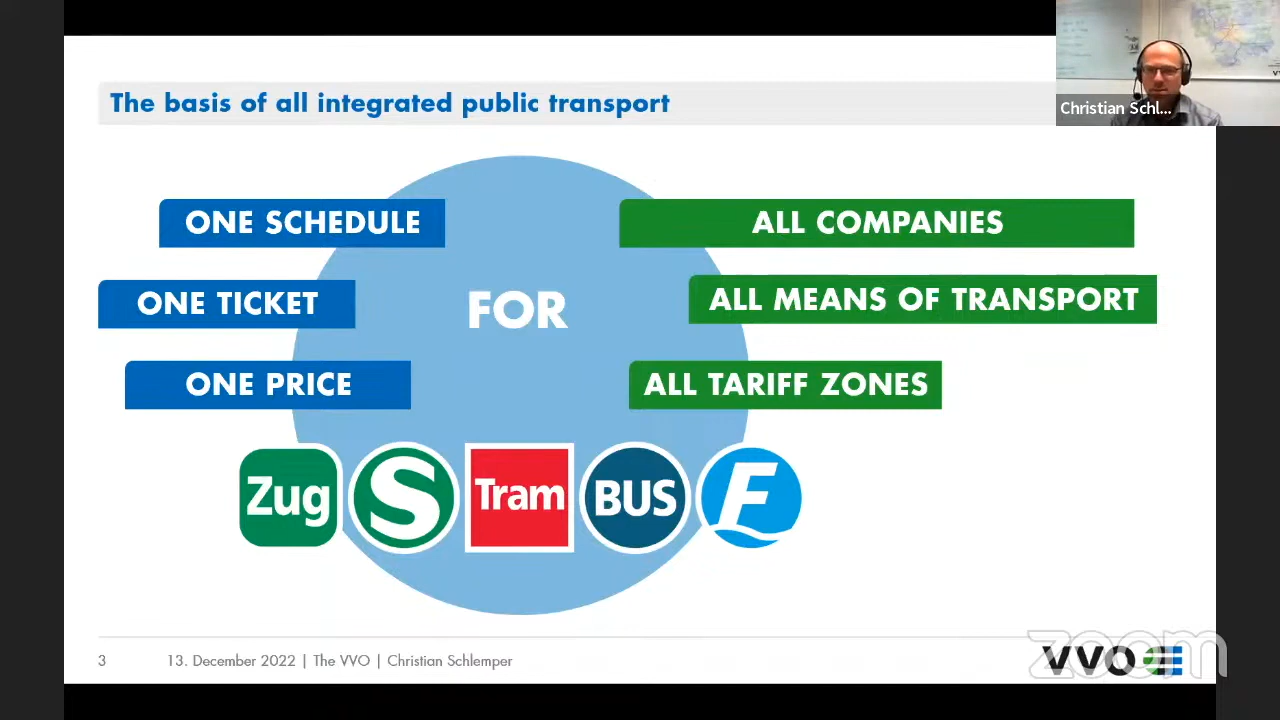 The basis of all integrated public transport
Christian Schl...
ONE SCHEDULE
ALL COMPANIES
ONE TICKET
FOR
ALL MEANS OF TRANSPORT
ONE PRICE
ALL TARIFF ZONES
Zug
S
Tram
BUS
F
3
13. December 2022 | The VVO | Christian Schlemper
VVO
zoom